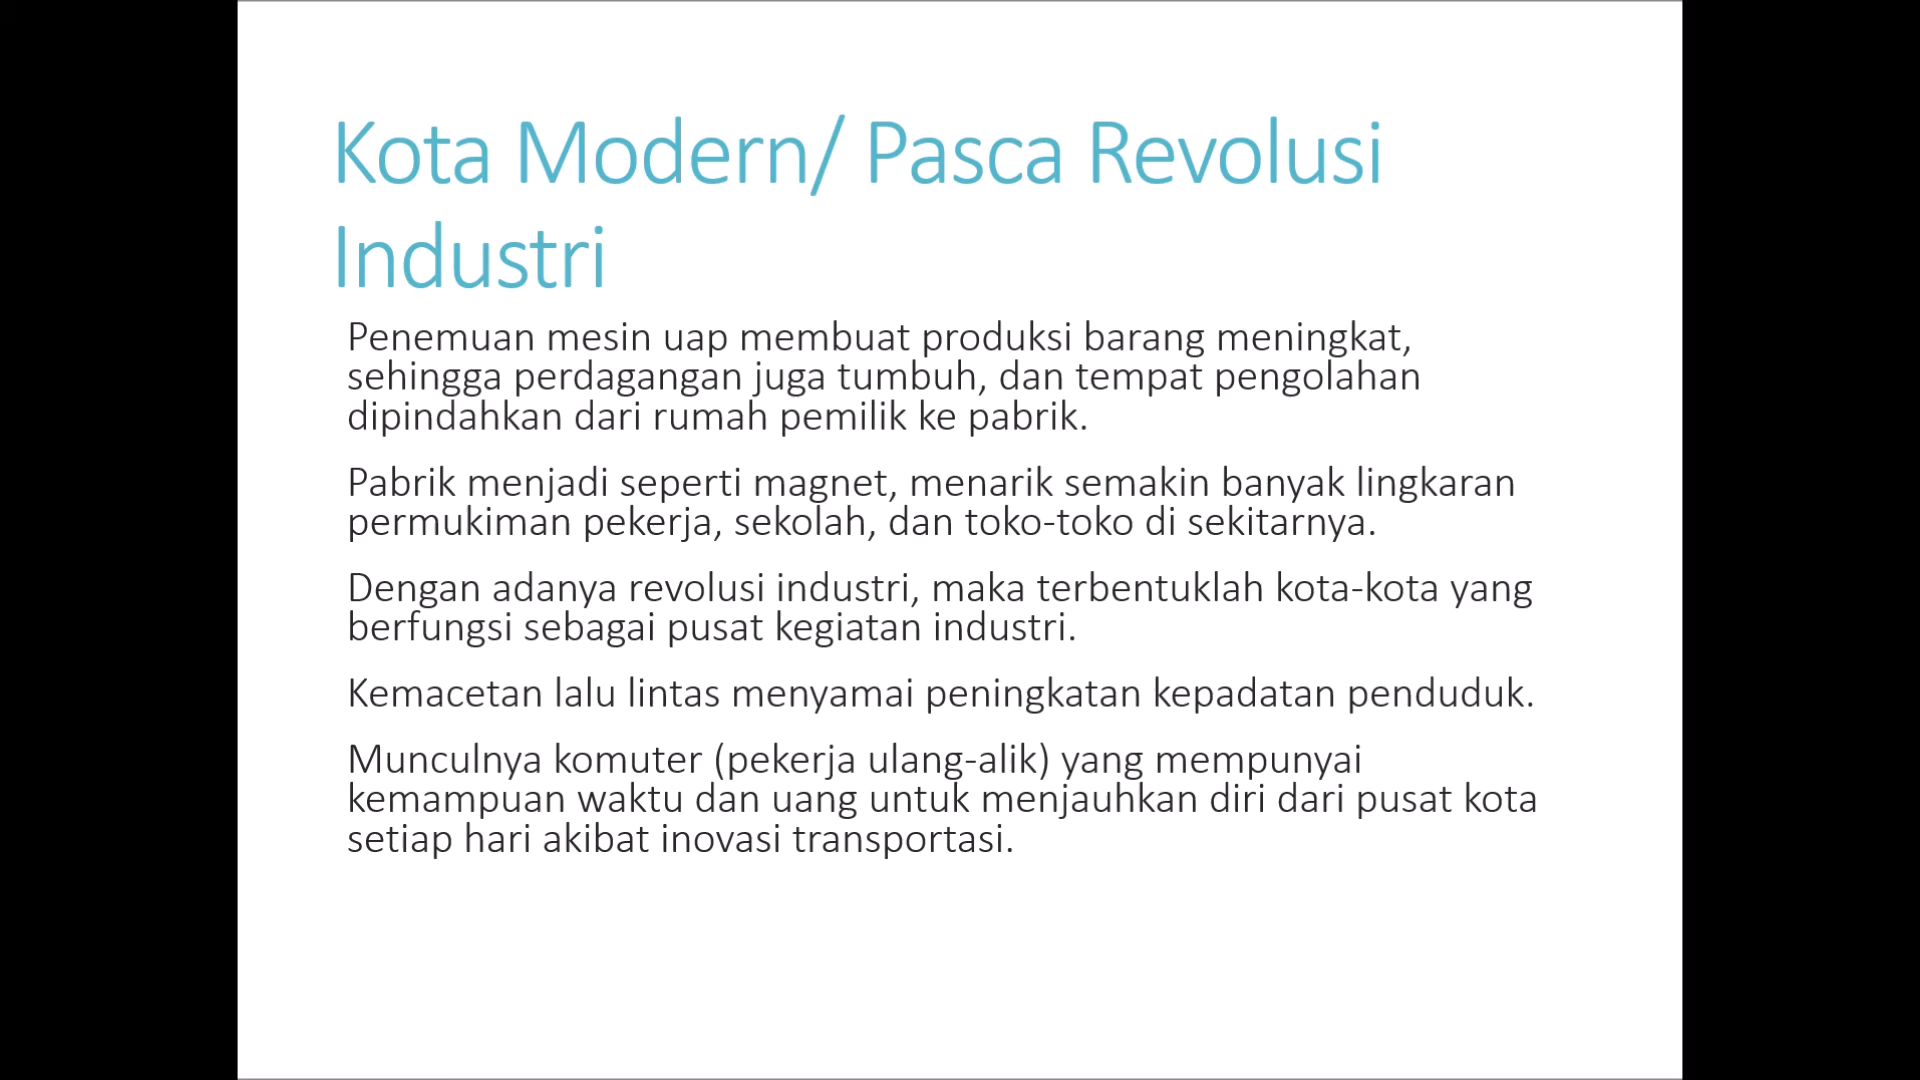 Kota Modern/ Pasca Revolusi
Industri
Penemuan mesin uap membuat produksi barang meningkat,
sehingga perdagangan juga tumbuh, dan tempat pengolahan
dipindahkan dari rumah pemilik ke pabrik.
Pabrik menjadi seperti magnet, menarik semakin banyak lingkaran
permukiman pekerja, sekolah, dan toko-toko di sekitarnya.
Dengan adanya revolusi industri, maka terbentuklah kota-kota yang
berfungsi sebagai pusat kegiatan industri.
Kemacetan lalu lintas menyamai peningkatan kepadatan penduduk.
Munculnya komuter (pekerja ulang-alik) yang mempunyai
kemampuan waktu dan uang untuk menjauhkan diri dari pusat kota
setiap hari akibat inovasi transportasi.